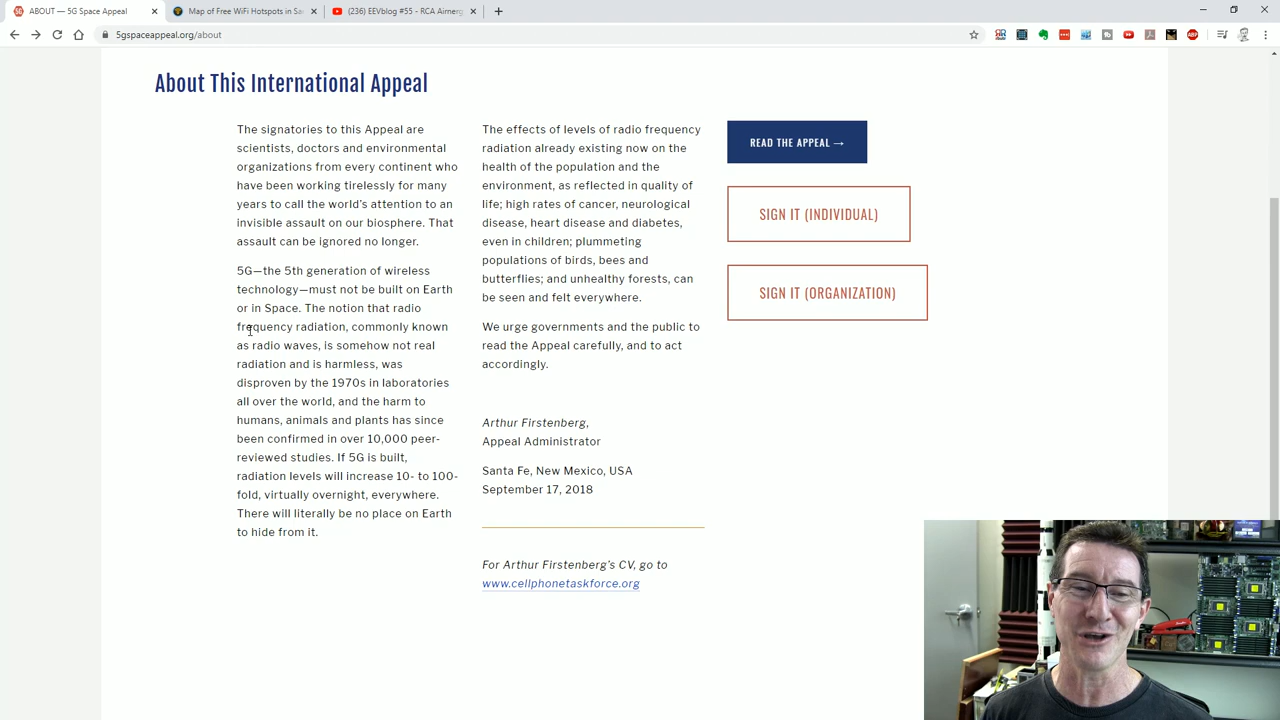 ABOUT — 5G Space Appeal
Map of Free WiFi Hotspots in Sa
(236) EEVblog #55 - RCA Airnerg
5gspaceappeal.org/about
About This International Appeal
The signatories to this Appeal are
scientists, doctors and environmental
organizations from every continent who
have been working tirelessly for many
years to call the world's attention to an
invisible assault on our biosphere. That
assault can be ignored no longer.
5G—the 5th generation of wireless
technology—must not be built on Earth
or in Space. The notion that radio
frequency radiation, commonly known
as radio waves, is somehow not real
radiation and is harmless, was
disproven by the 1970s in laboratories
all over the world, and the harm to
humans, animals and plants has since
been confirmed in over 10,000 peer-
reviewed studies. If 5G is built,
radiation levels will increase 10- to 100-
fold, virtually overnight, everywhere.
There will literally be no place on Earth
to hide from it.
The effects of levels of radio frequency
radiation already existing now on the
health of the population and the
environment, as reflected in quality of
life; high rates of cancer, neurological
disease, heart disease and diabetes,
even in children; plummeting
populations of birds, bees and
butterflies; and unhealthy forests, can
be seen and felt everywhere.
We urge governments and the public to
read the Appeal carefully, and to act
accordingly.
Arthur Firstenberg,
Appeal Administrator
Santa Fe, New Mexico, USA
September 17, 2018
For Arthur Firstenberg's CV, go to
www.cellphonetaskforce.org
READ THE APPEAL →
SIGN IT (INDIVIDUAL)
SIGN IT (ORGANIZATION)